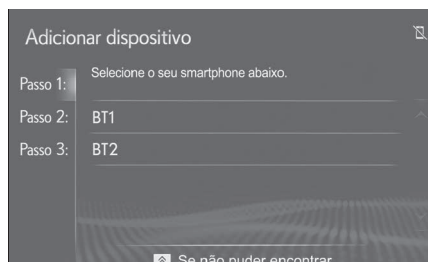 Adicionar dispositivo
Selecione o seu smartphone abaixo.
Passo 1:
Passo 2:
BT1
Passo 3:
BT2
Se não puder encontrar